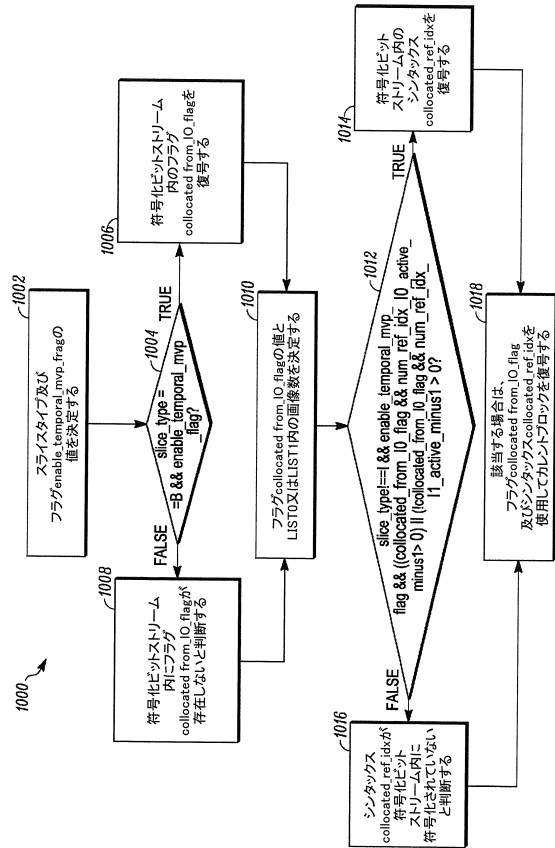 1000
1002
スライスタイプ及び
フラグenable_temporal_mvp_fragの
値を決定する
1004
slice_type =
=B && enable_temporal_mvp
_flag?
TRUE
FALSE
1006
符号化ビットストリーム
内のフラグ
collocated from_IO_flagを
復号する
1008
符号化ビットストリーム
内にフラグ
collocated from_IO_flagが
存在しないと判断する
1010
フラグcollocated from_IO_flagの値と
LIST0又はLIST1内の画像数を決定する
1012
slice_type!==I && enable_temporal_mvp_
flag && ((collocated_from_I0_flag && num_ref_idx_I0_active_
minus1> 0) || (!collocated_from_I0_flag && num_ref_idx_
I1_active_minus1 > 0?
TRUE
FALSE
1014
符号化ビット
ストリーム内の
シンタックス
collocated_ref_idxを
復号する
1016
シンタックス
collocated_ref_idxが
符号化ビット
ストリーム内に
符号化されていない
と判断する
1018
該当する場合は、
フラグcollocated from_IO_flag
及びシンタックスcollocated_ref_idxを
使用してカレントブロックを復号する